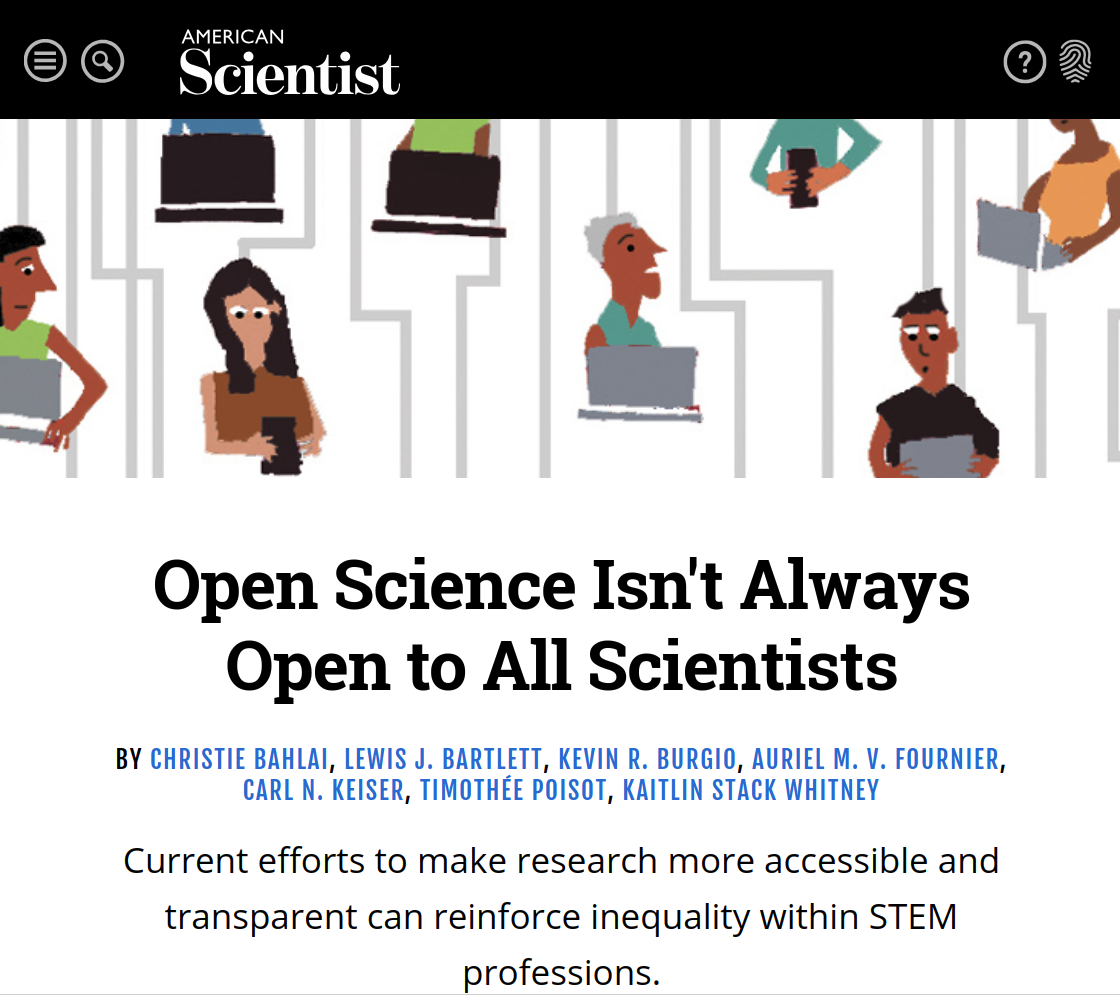 AMERICAN
Scientist
?
Open Science Isn't Always
Open to All Scientists
BY CHRISTIE BAHLAI, LEWIS J. BARTLETT, KEVIN R. BURGIO, AURIEL M. V. FOURNIER,
CARL N. KEISER, TIMOTHÉE POISOT, KAITLIN STACK WHITNEY
Current efforts to make research more accessible and
transparent can reinforce inequality within STEM
professions.